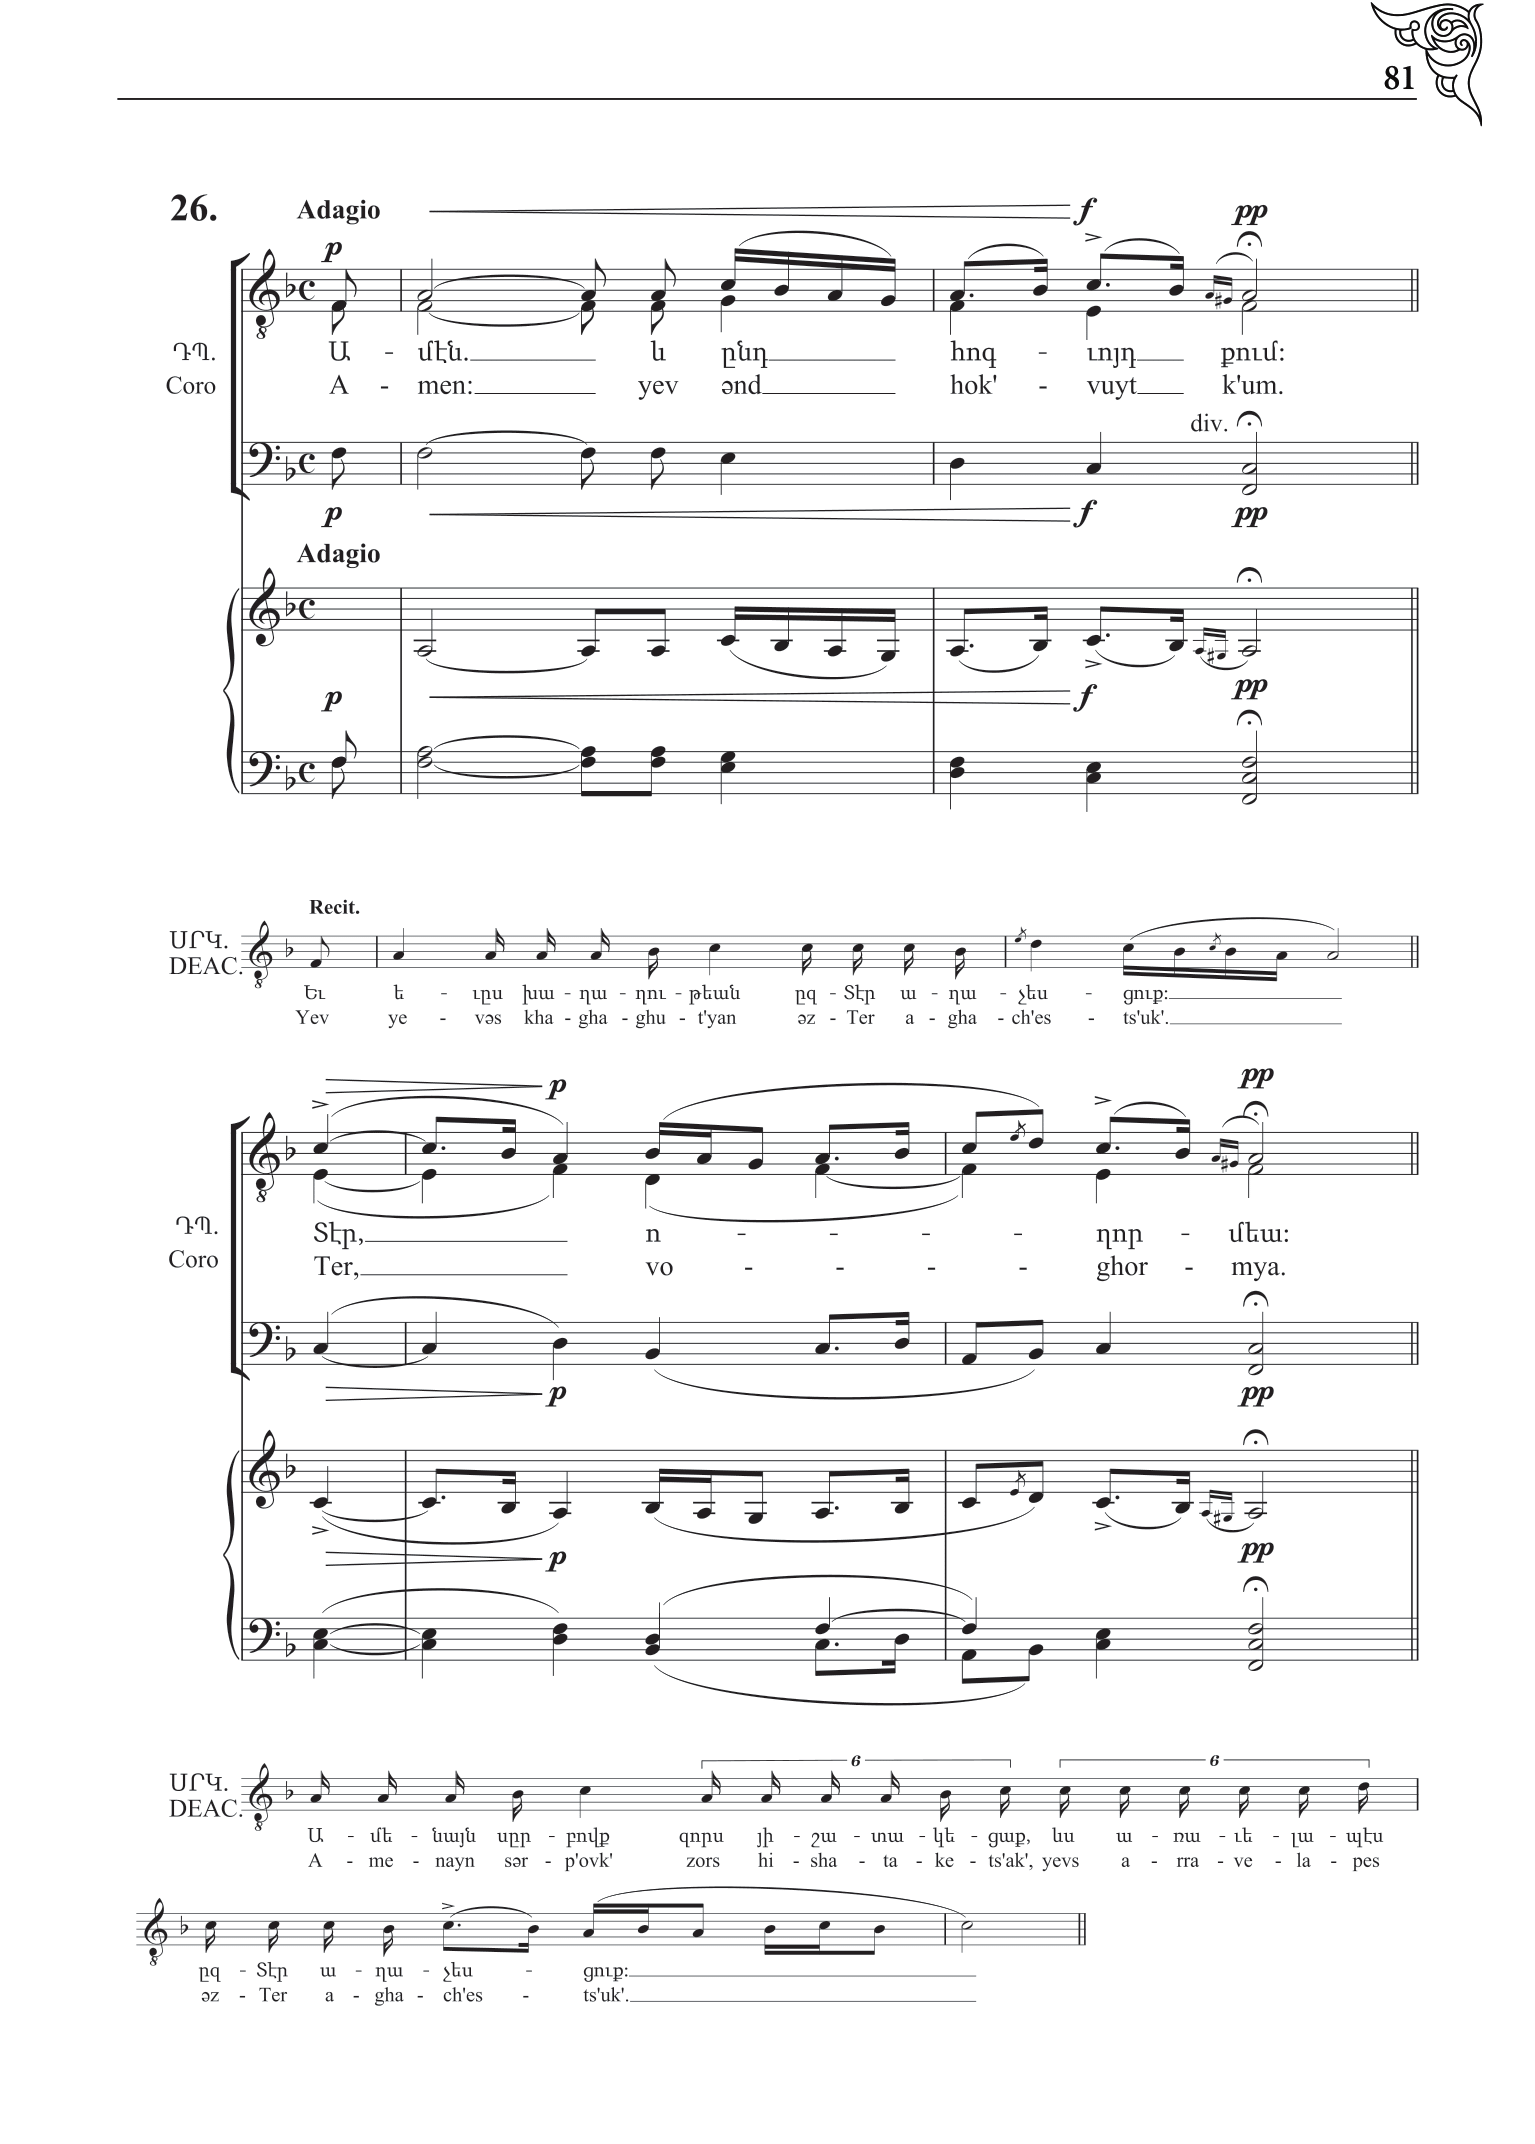 81
26. Adagio
p f pp
ԴՊ. Ա - մէն. և ընդ հոգ - ւոյդ քում:
Coro A - men: yev ənd hok' - vuyt k'um.
div.
p f pp
Adagio
p f pp
Recit.
ՍՐԿ. Եւ ե - ւըս խա - ղա - ղու - թեան ըզ - Տէր ա - ղա - չես - ցուք:
DEAC. Yev ye - vəs kha - gha - ghu - t'yan əz - Ter a - gha - ch'es - ts'uk'.
p pp
ԴՊ. Տէր, ո - - - - ղոր - մեա:
Coro Ter, vo - - - - ghor - mya.
p pp
p pp
6 6
ՍՐԿ. Ա - մե - նայն սըր - բովք զորս յի - շա - տա - կե - ցաք, ևս ա - ռա - ւե - լա - պէս
DEAC. A - me - nayn sər - p'ovk' zors hi - sha - ta - ke - ts'ak', yevs a - rra - ve - la - pes
ըզ - Տէր ա - ղա - չես - ցուք:
əz - Ter a - gha - ch'es - ts'uk'.